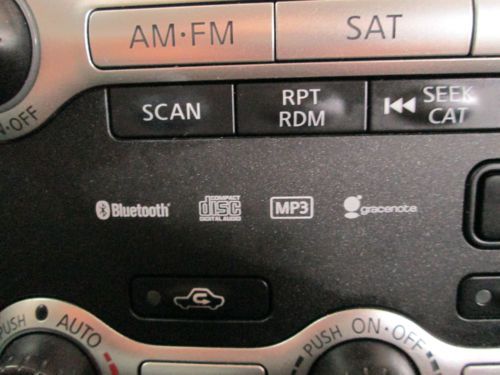 AM·FM
SAT
N·OFF
SCAN
RPT
RDM
SEEK
CAT
Bluetooth
COMPACT
disc
DIGITAL AUDIO
MP3
gracenote
PUSH
AUTO
PUSH ON·OFF